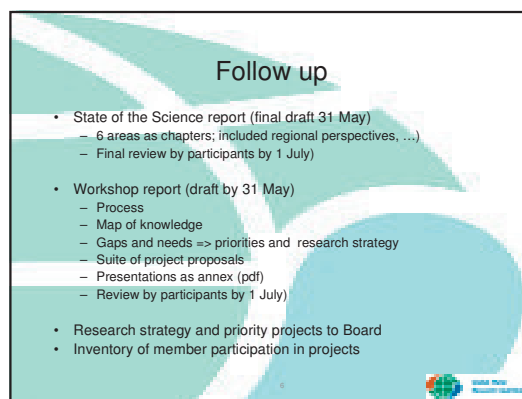 Follow up
• State of the Science report (final draft 31 May)
– 6 areas as chapters; included regional perspectives, …)
– Final review by participants by 1 July)
• Workshop report (draft by 31 May)
– Process
– Map of knowledge
– Gaps and needs => priorities and research strategy
– Suite of project proposals
– Presentations as annex (pdf)
– Review by participants by 1 July)
• Research strategy and priority projects to Board
• Inventory of member participation in projects